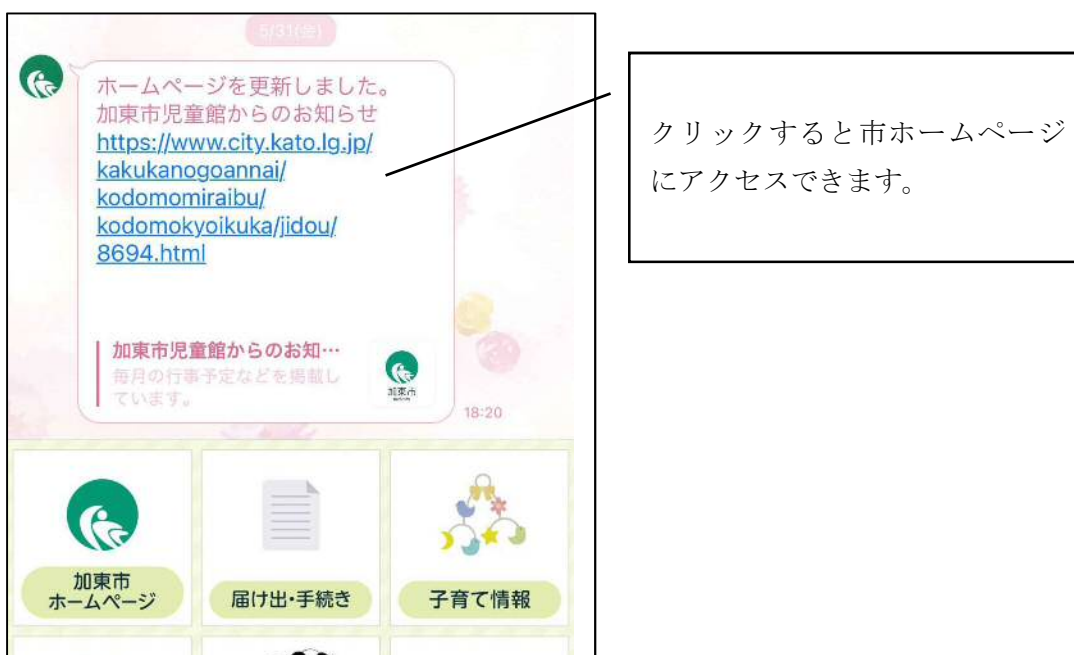 5/31(金)
ホームページを更新しました。
加東市児童館からのお知らせ
https://www.city.kato.lg.jp/
kakukanogoannai/
kodomomiraibu/
kodomokyoikuka/jidou/
8694.html
加東市児童館からのお知…
毎月の行事予定などを掲載し
ています。
加東市
18:20
クリックすると市ホームページ
にアクセスできます。
加東市
ホームページ
届け出・手続き
子育て情報